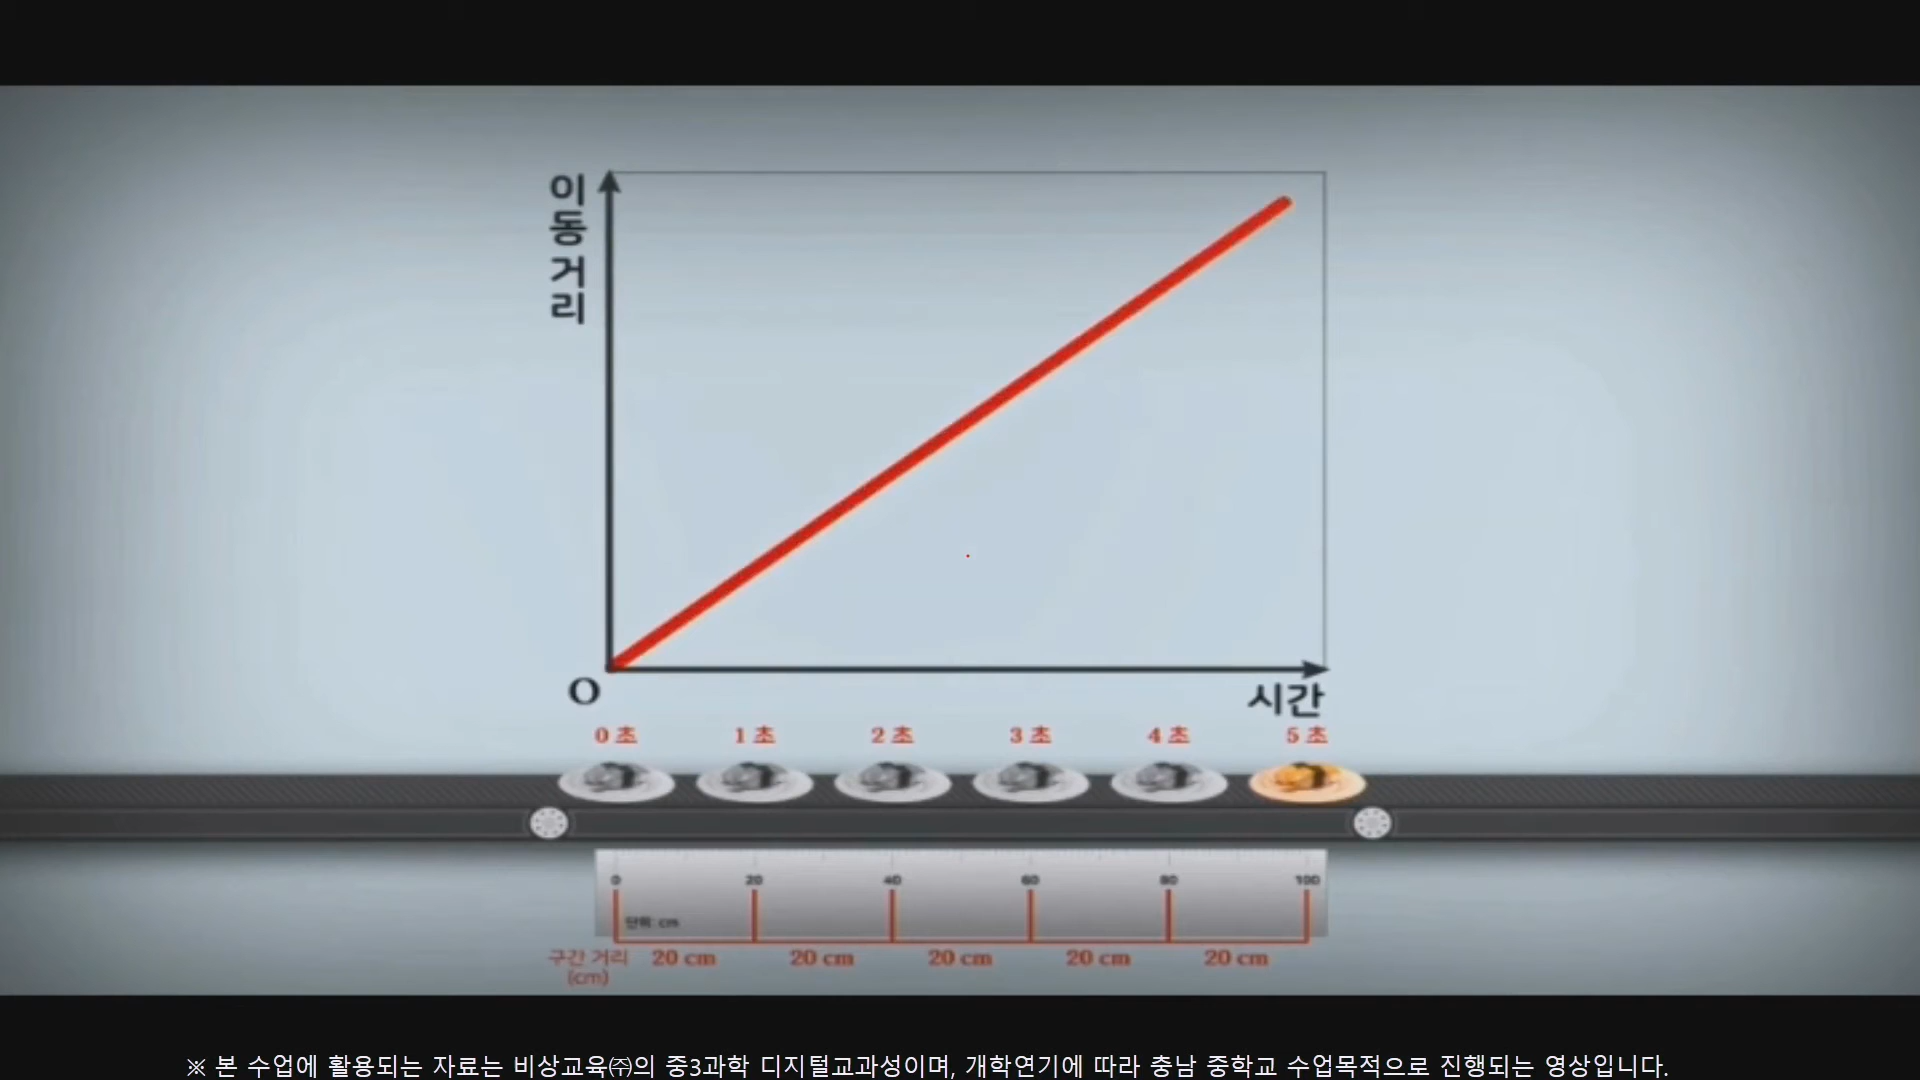 이동거리
O
시간
0 초 1 초 2 초 3 초 4 초 5 초
0 20 40 60 80 100
단위: cm
구간 거리 20 cm 20 cm 20 cm 20 cm 20 cm
(cm)
※ 본 수업에 활용되는 자료는 비상교육㈜의 중3과학 디지털교과성이며, 개학연기에 따라 충남 중학교 수업목적으로 진행되는 영상입니다.